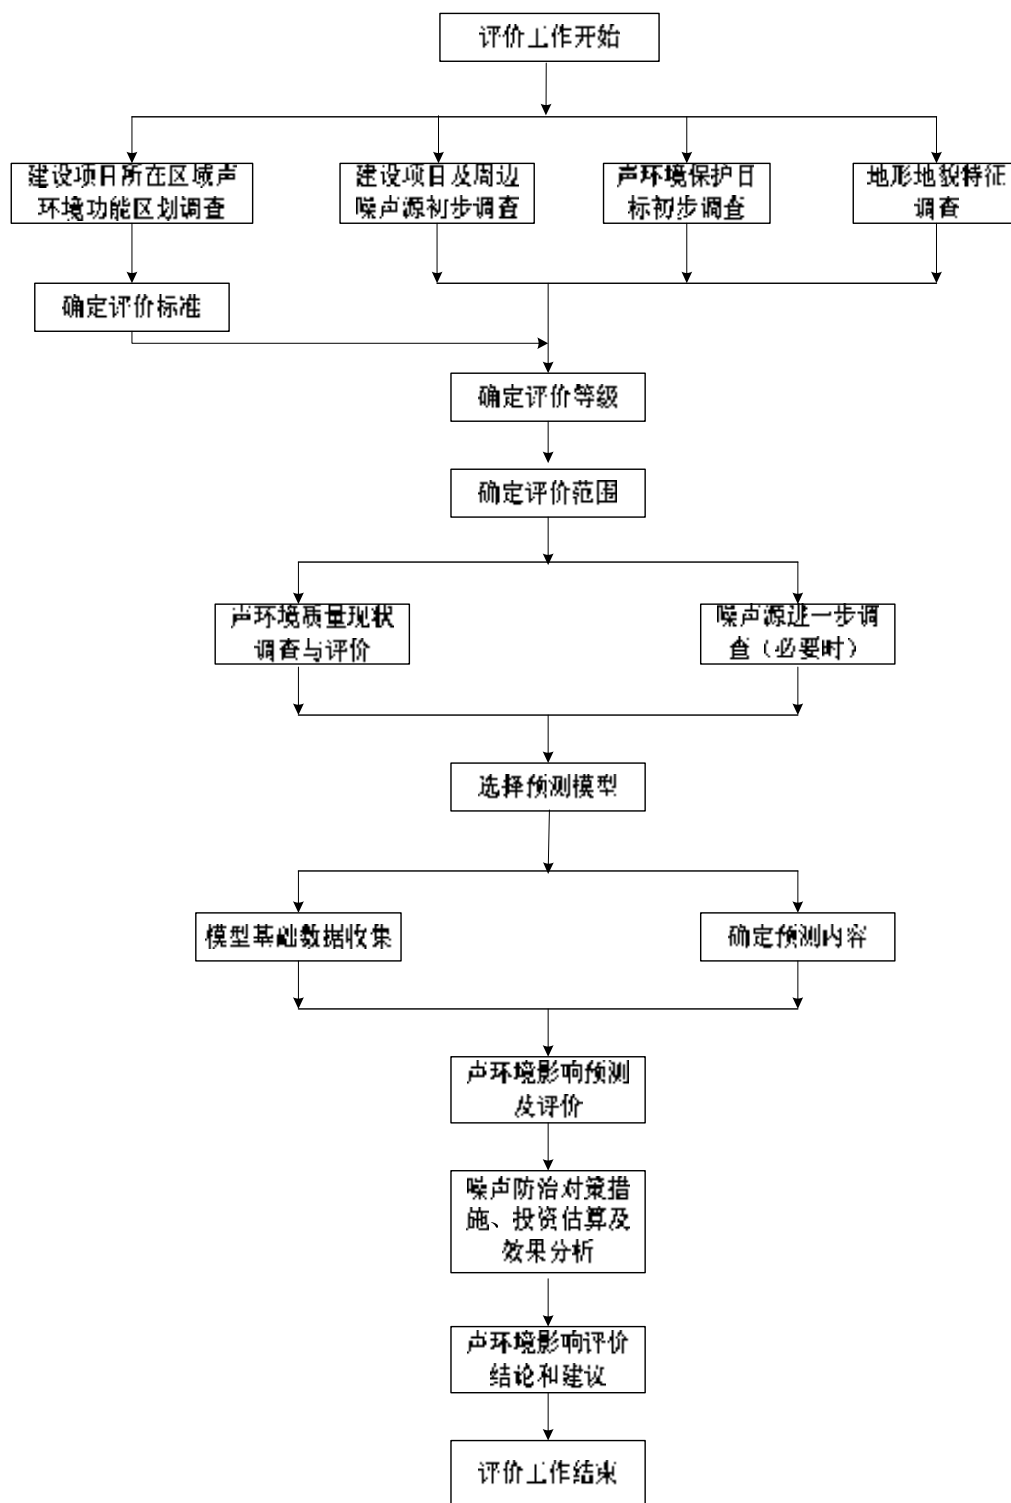 评价工作开始
建设项目所在区域声
环境功能区划调查
建设项目及周边
噪声源初步调查
声环境保护目
标初步调查
地形地貌特征
调查
确定评价标准
确定评价等级
确定评价范围
声环境质量现状
调查与评价
噪声源进一步调
查（必要时）
选择预测模型
模型基础数据收集
确定预测内容
声环境影响预测
及评价
噪声防治对策措
施、投资估算及
效果分析
声环境影响评价
结论和建议
评价工作结束